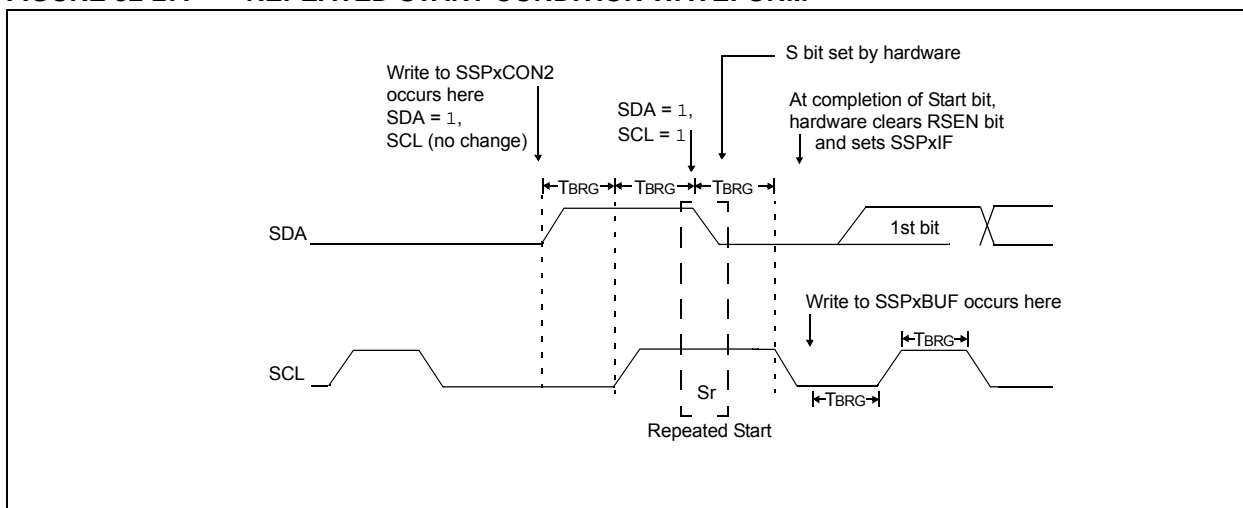 S bit set by hardware
Write to SSPxCON2
occurs here
SDA = 1,
SCL (no change)
SDA = 1,
SCL = 1
At completion of Start bit,
hardware clears RSEN bit
and sets SSPxIF
TBRG TBRG TBRG
SDA
1st bit
Write to SSPxBUF occurs here
TBRG
SCL
Sr
TBRG
Repeated Start